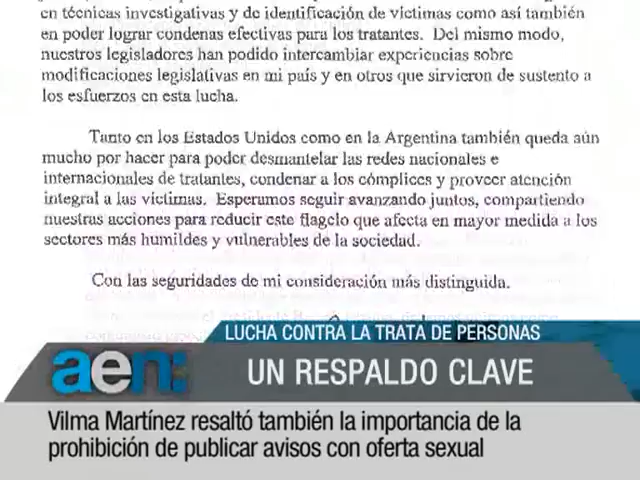 en técnicas investigativas y de identificación de víctimas como así también
en poder lograr condenas efectivas para los tratantes. Del mismo modo,
nuestros legisladores han podido intercambiar experiencias sobre
modificaciones legislativas en mi país y en otros que sirvieron de sustento a
los esfuerzos en esta lucha.
Tanto en los Estados Unidos como en la Argentina también queda aún
mucho por hacer para poder desmantelar las redes nacionales e
internacionales de tratantes, condenar a los cómplices y proveer atención
integral a las víctimas. Esperamos seguir avanzando juntos, compartiendo
nuestras acciones para reducir este flagelo que afecta en mayor medida a los
sectores más humildes y vulnerables de la sociedad.
Con las seguridades de mi consideración más distinguida.
LUCHA CONTRA LA TRATA DE PERSONAS
aen:
UN RESPALDO CLAVE
Vilma Martínez resaltó también la importancia de la
prohibición de publicar avisos con oferta sexual